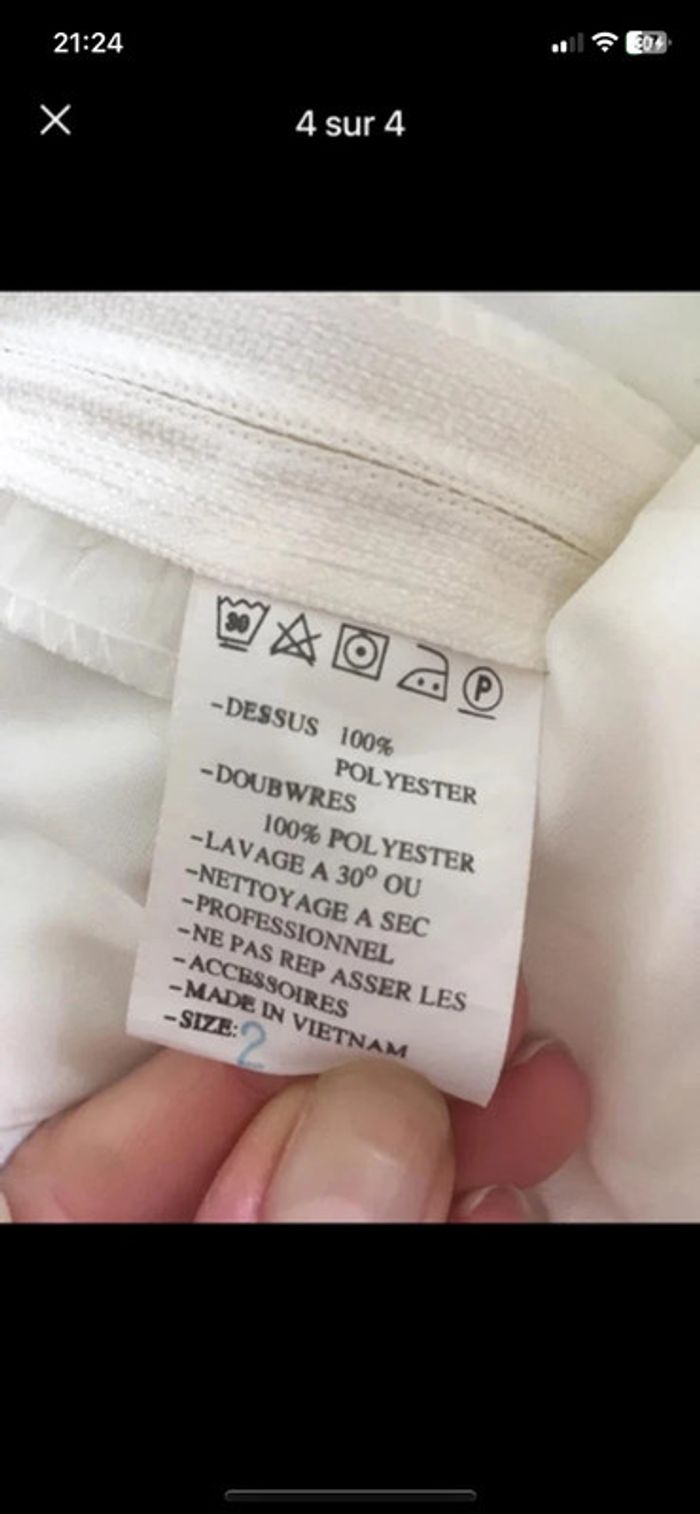 21:24
4 sur 4
30
P
-DESSUS 100%
POLYESTER
-DOUBWRES
100% POLYESTER
-LAVAGE A 30° OU
-NETTOYAGE A SEC
-PROFESSIONNEL
-NE PAS REP ASSER LES
-ACCESSOIRES
-MADE IN VIETNAM
-SIZE: 2